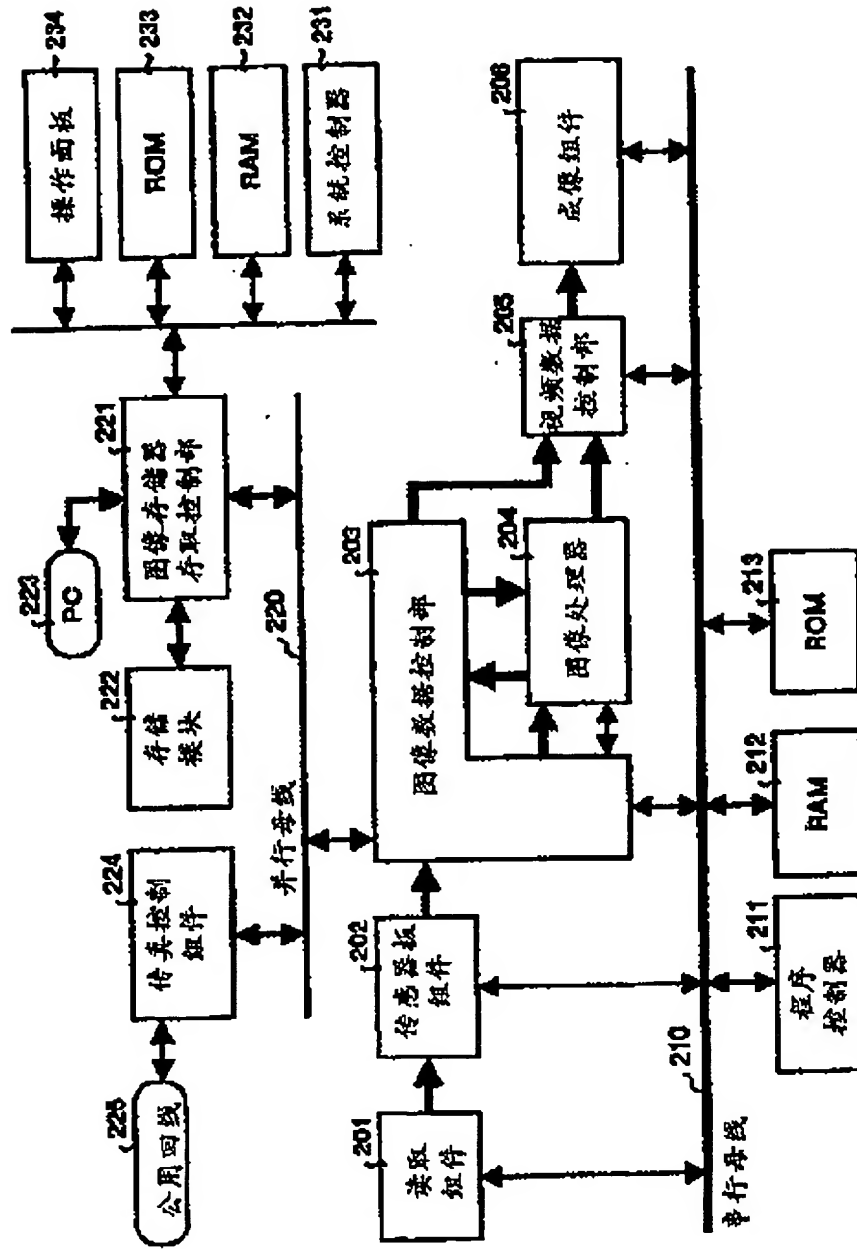 234
操作面板
233
ROM
232
RAM
231
系统控制器
221
图像存储器
存取控制部
223
PC
222
存储
模块
220
并行母线
224
传真控制
组件
225
公用回线
206
成像组件
205
视频数据
控制部
203
图像数据控制部
204
图像处理器
202
传感器板
组件
201
读取
组件
210
串行母线
211
程序
控制器
212
RAM
213
ROM